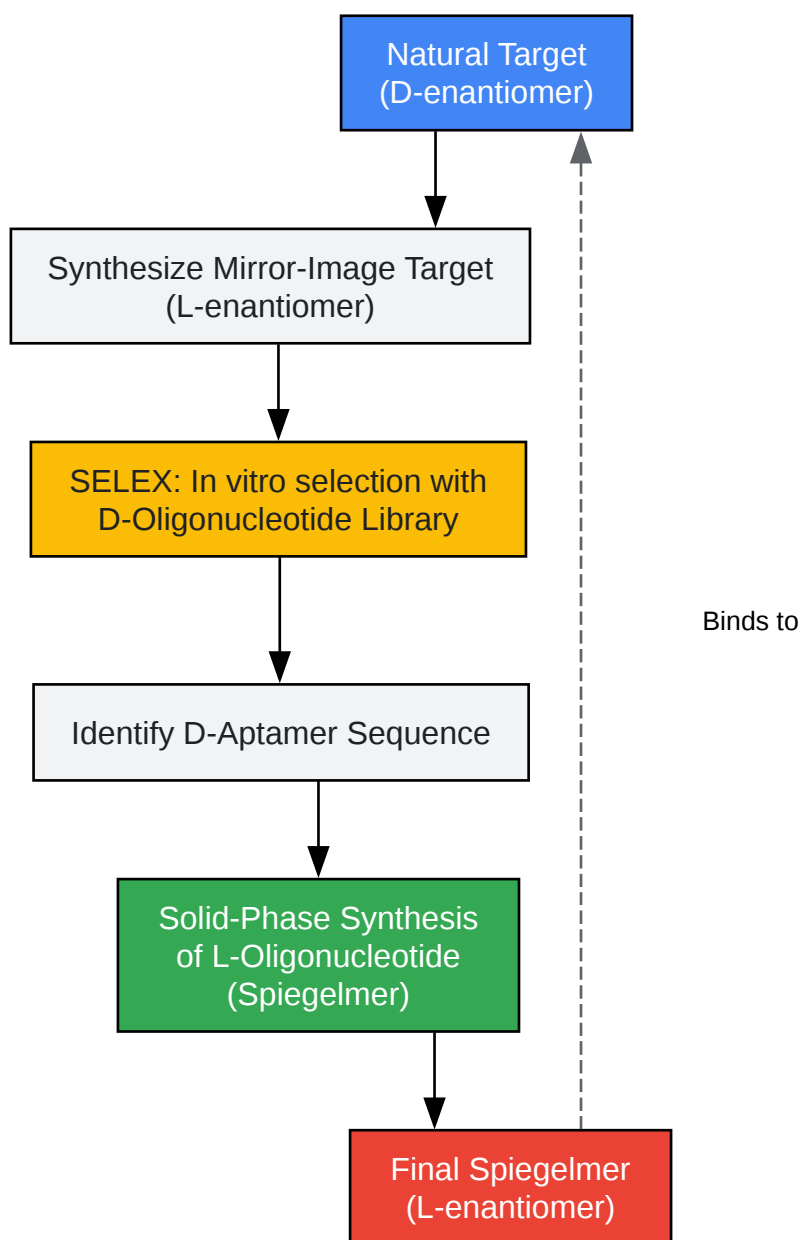 Natural Target
(D-enantiomer)
Synthesize Mirror-Image Target
(L-enantiomer)
SELEX: In vitro selection with
D-Oligonucleotide Library
Binds to
Identify D-Aptamer Sequence
Solid-Phase Synthesis
of L-Oligonucleotide
(Spiegelmer)
Final Spiegelmer
(L-enantiomer)